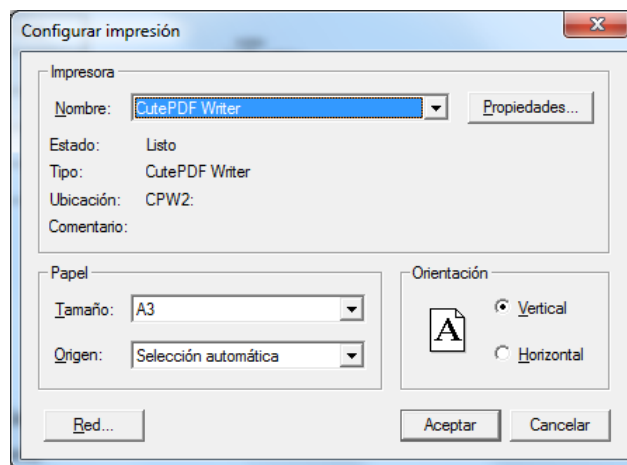 Configurar impresión
Impresora
Nombre: CutePDF Writer Propiedades...
Estado: Listo
Tipo: CutePDF Writer
Ubicación: CPW2:
Comentario:
Papel
Tamaño: A3
Origen: Selección automática
Orientación
A
Vertical
Horizontal
Red... Aceptar Cancelar